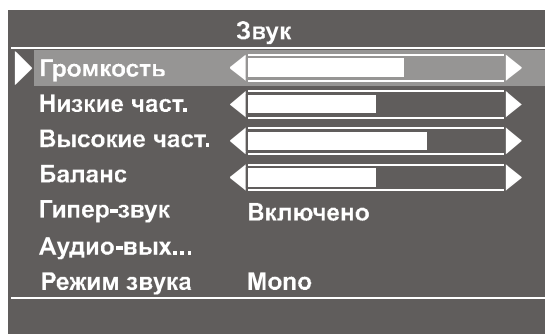 Звук
Громкость
Низкие част.
Высокие част.
Баланс
Гипер-звук Включено
Аудио-вых...
Режим звука Mono